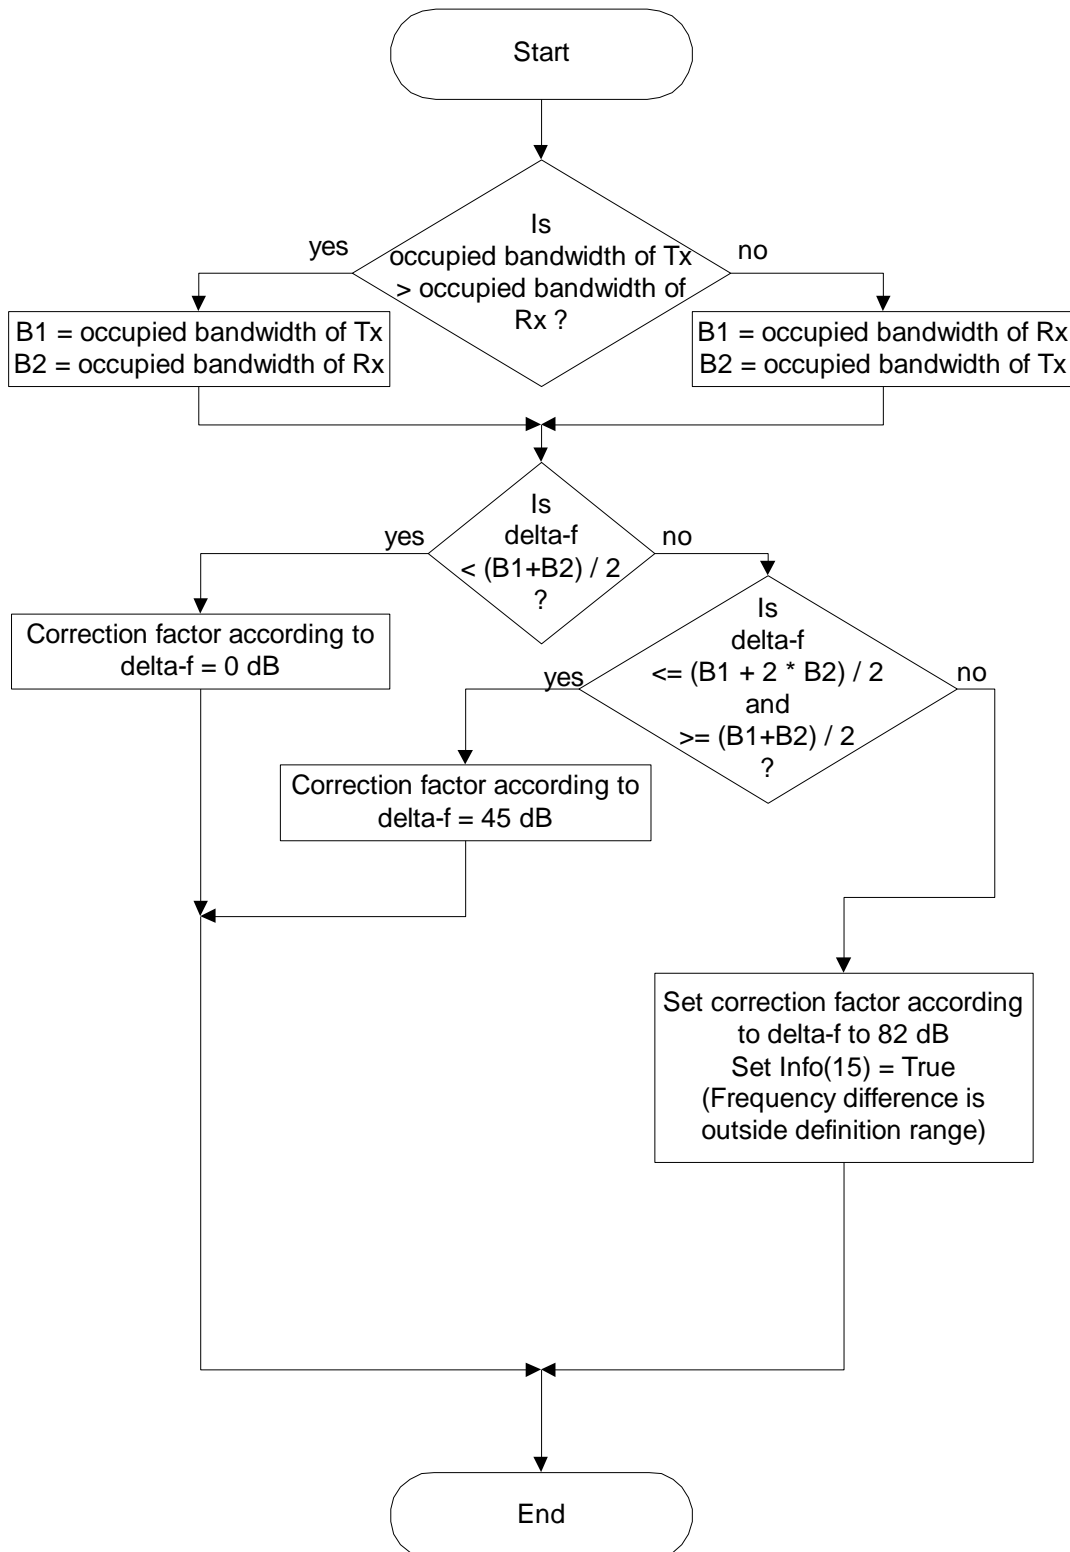 Start
Is
occupied bandwidth of Tx
> occupied bandwidth of
Rx ?
yes
no
B1 = occupied bandwidth of Tx
B2 = occupied bandwidth of Rx
B1 = occupied bandwidth of Rx
B2 = occupied bandwidth of Tx
Is
delta-f
< (B1+B2) / 2
?
yes
no
Correction factor according to
delta-f = 0 dB
Is
delta-f
<= (B1 + 2 * B2) / 2
and
>= (B1+B2) / 2
?
yes
no
Correction factor according to
delta-f = 45 dB
Set correction factor according
to delta-f to 82 dB
Set Info(15) = True
(Frequency difference is
outside definition range)
End